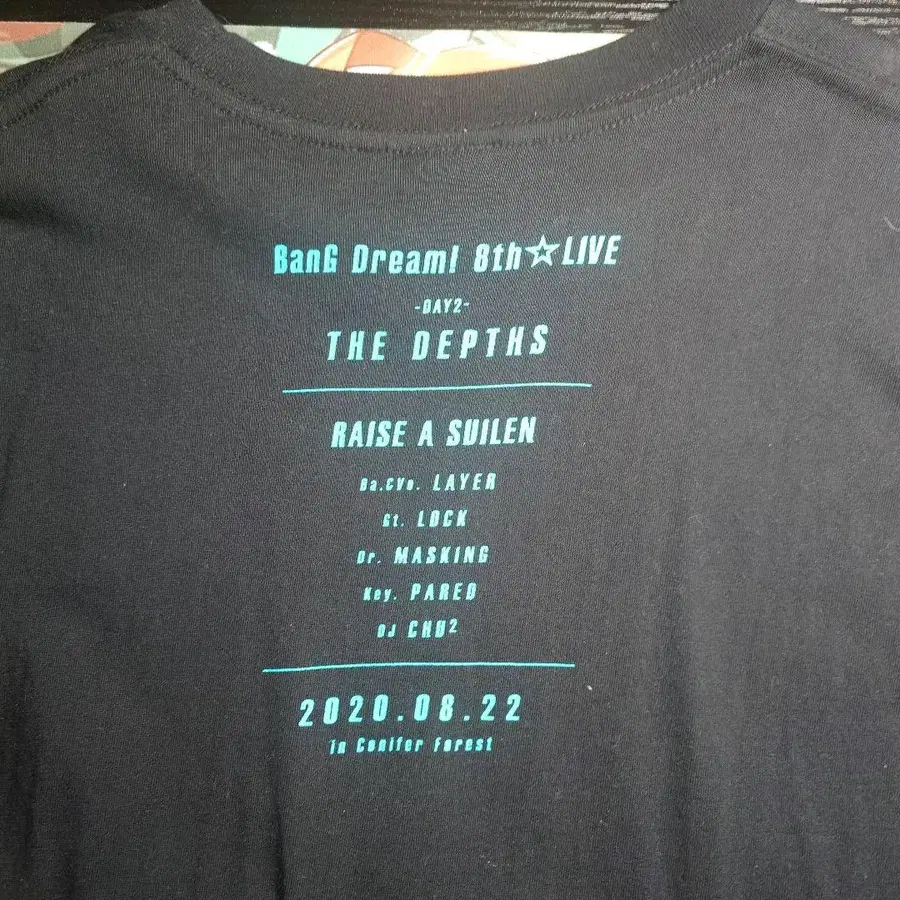 BanG Dream! 8th☆LIVE
-DAY2-
THE DEPTHS
RAISE A SUILEN
Ba.&Vo. LAYER
Gt. LOCK
Dr. MASKING
Key. PAREO
DJ CHU²
2020.08.22
in Conifer Forest